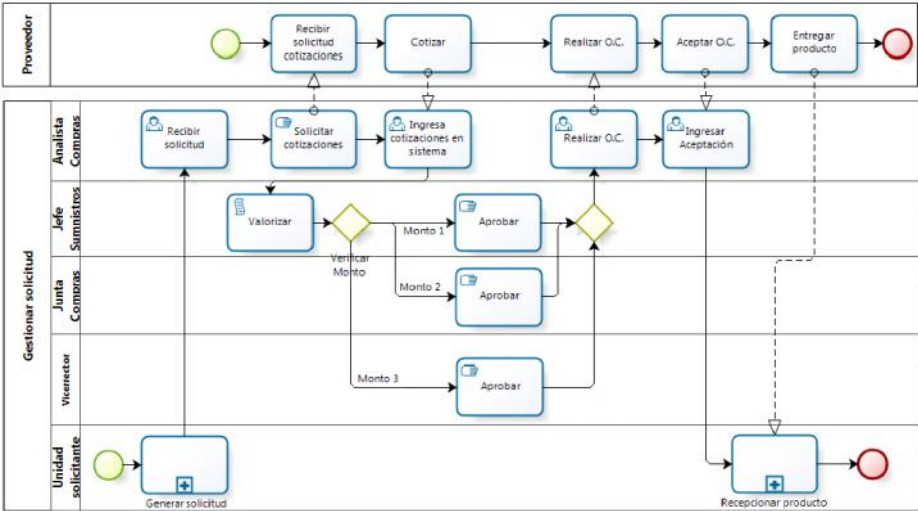 Proveedor
Recibir
solicitud
cotizaciones
Cotizar
Realizar O.C.
Aceptar O.C.
Entregar
producto
Gestionar solicitud
Analista
Compras
Recibir
solicitud
Solicitar
cotizaciones
Ingresa
cotizaciones en
sistema
Realizar O.C.
Ingresar
Aceptación
Jefe
Suministros
Valorizar
Verificar
Monto
Monto 1
Aprobar
Junta
Compras
Monto 2
Aprobar
Vicerrector
Monto 3
Aprobar
Unidad
solicitante
Generar solicitud
Recepcionar producto